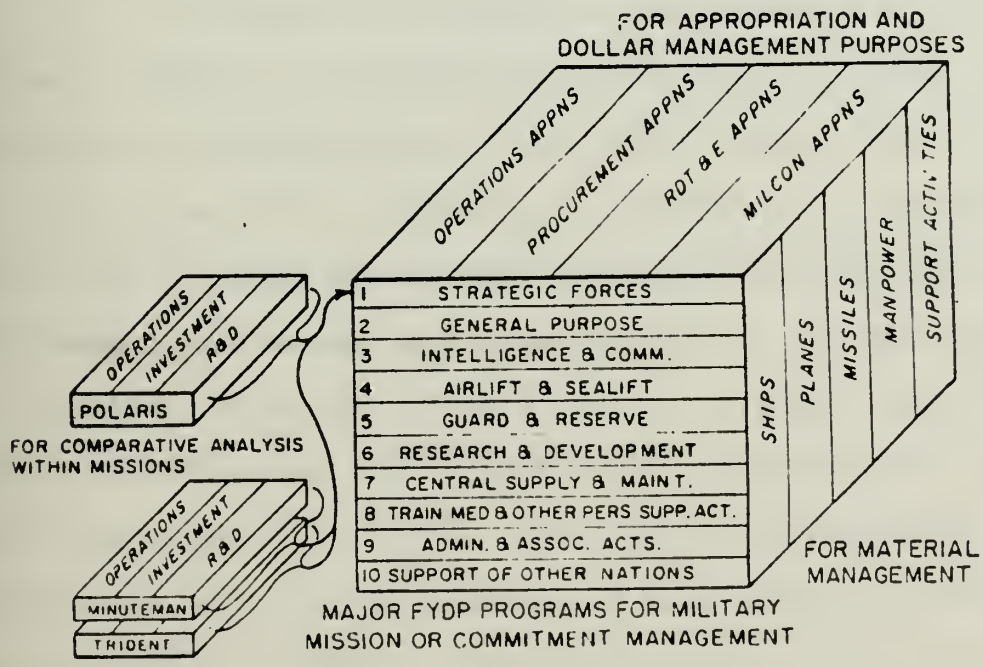 FOR APPROPRIATION AND
DOLLAR MANAGEMENT PURPOSES
OPERATIONS APPNS
PROCUREMENT APPNS
RDT & E APPNS
MILCON APPNS
1 STRATEGIC FORCES
2 GENERAL PURPOSE
3 INTELLIGENCE & COMM.
4 AIRLIFT & SEALIFT
5 GUARD & RESERVE
6 RESEARCH & DEVELOPMENT
7 CENTRAL SUPPLY & MAINT.
8 TRAIN MED & OTHER PERS SUPP. ACT.
9 ADMIN. & ASSOC. ACTS.
10 SUPPORT OF OTHER NATIONS
SHIPS
PLANES
MISSILES
MANPOWER
SUPPORT ACTIVITIES
FOR MATERIAL
MANAGEMENT
MAJOR FYDP PROGRAMS FOR MILITARY
MISSION OR COMMITMENT MANAGEMENT
OPERATIONS
INVESTMENT
R&D
POLARIS
FOR COMPARATIVE ANALYSIS
WITHIN MISSIONS
OPERATIONS
INVESTMENT
R&D
MINUTEMAN
TRIDENT